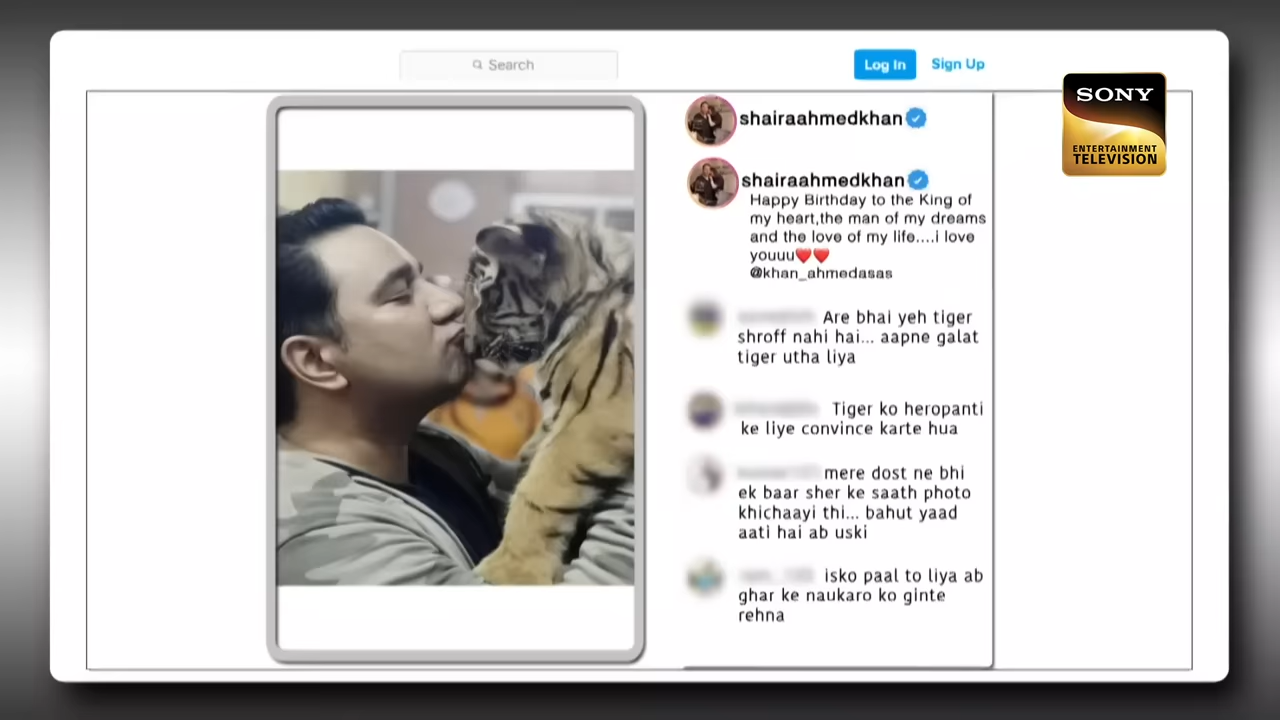 Search
Log In
Sign Up
SONY
ENTERTAINMENT
TELEVISION
shairaahmedkhan
shairaahmedkhan
Happy Birthday to the King of
my heart,the man of my dreams
and the love of my life....i love
youuu❤️❤️
@khan_ahmedasas
Are bhai yeh tiger
shroff nahi hai... aapne galat
tiger utha liya
Tiger ko heropanti
ke liye convince karte hua
mere dost ne bhi
ek baar sher ke saath photo
khichaayi thi... bahut yaad
aati hai ab uski
isko paal to liya ab
ghar ke naukaro ko ginte
rehna